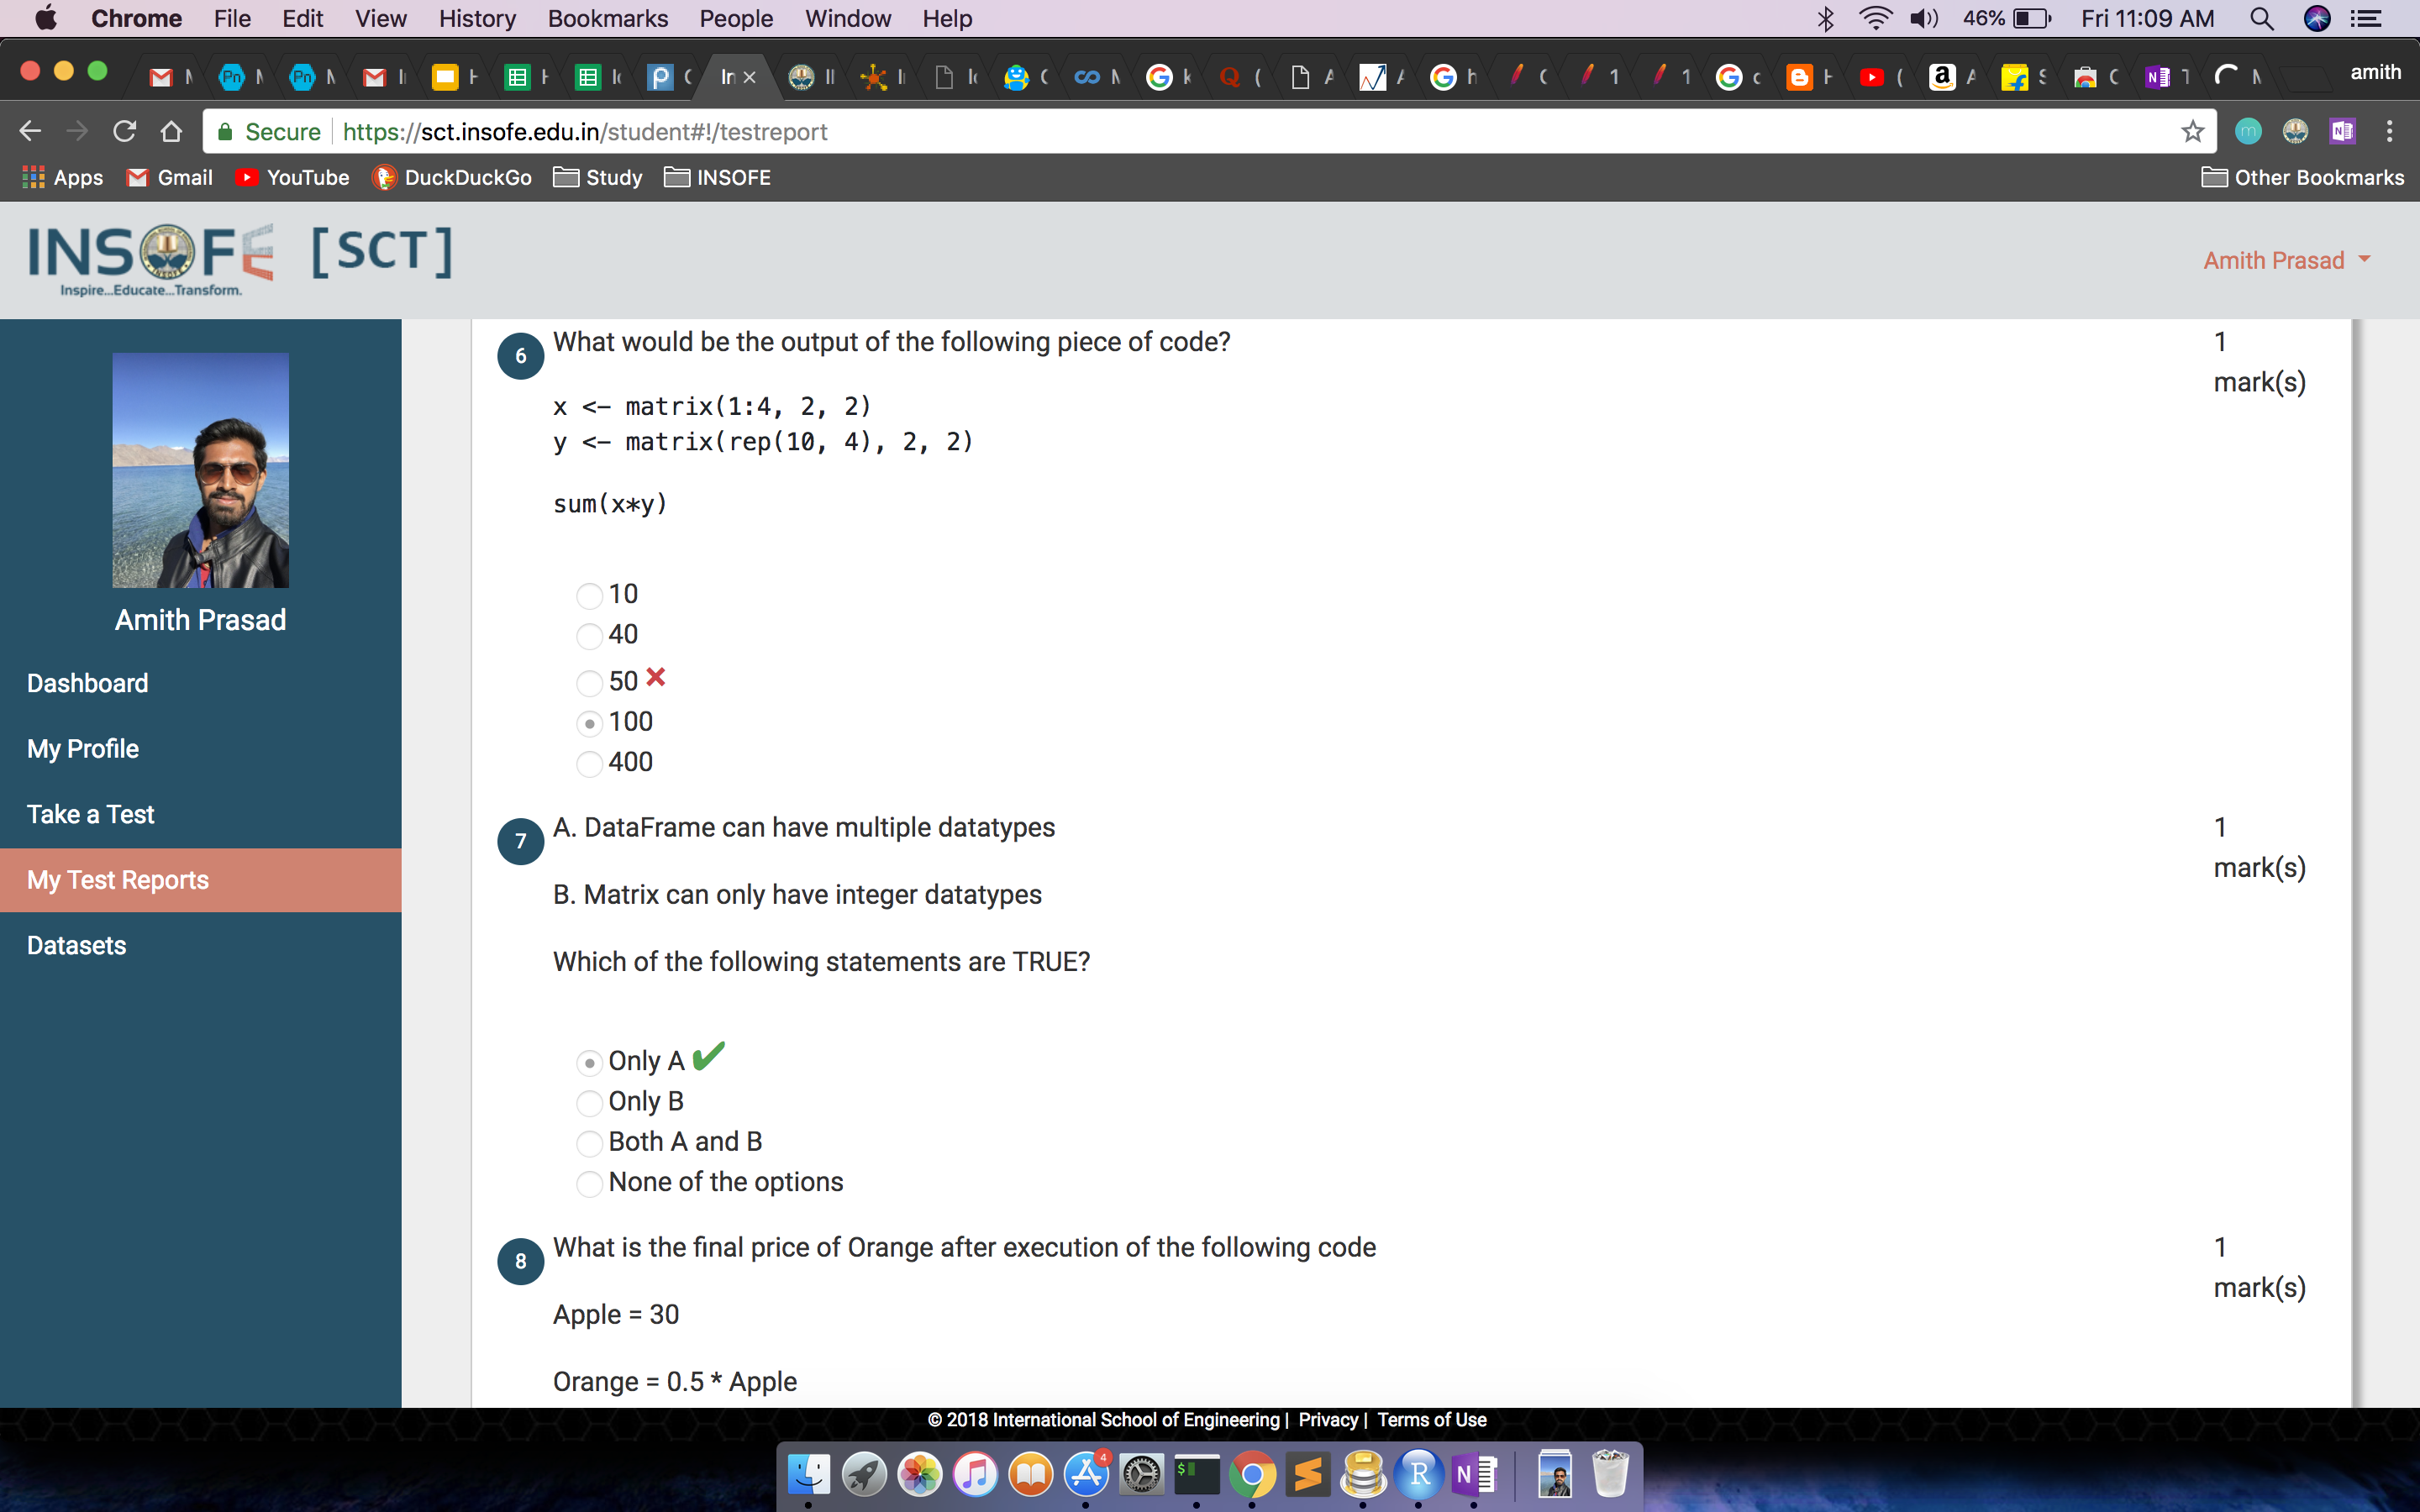 Chrome File Edit View History Bookmarks People Window Help 46% Fri 11:09 AM
In amith
Secure https://sct.insofe.edu.in/student#!/testreport
Apps Gmail YouTube DuckDuckGo Study INSOFE Other Bookmarks
INSOFE [SCT]
Inspire...Educate...Transform.
Amith Prasad
Amith Prasad
Dashboard
My Profile
Take a Test
My Test Reports
Datasets
6 What would be the output of the following piece of code? 1
mark(s)
x <- matrix(1:4, 2, 2)
y <- matrix(rep(10, 4), 2, 2)
sum(x*y)
10
40
50
100
400
7 A. DataFrame can have multiple datatypes 1
mark(s)
B. Matrix can only have integer datatypes
Which of the following statements are TRUE?
Only A
Only B
Both A and B
None of the options
8 What is the final price of Orange after execution of the following code 1
mark(s)
Apple = 30
Orange = 0.5 * Apple
© 2018 International School of Engineering | Privacy | Terms of Use
4